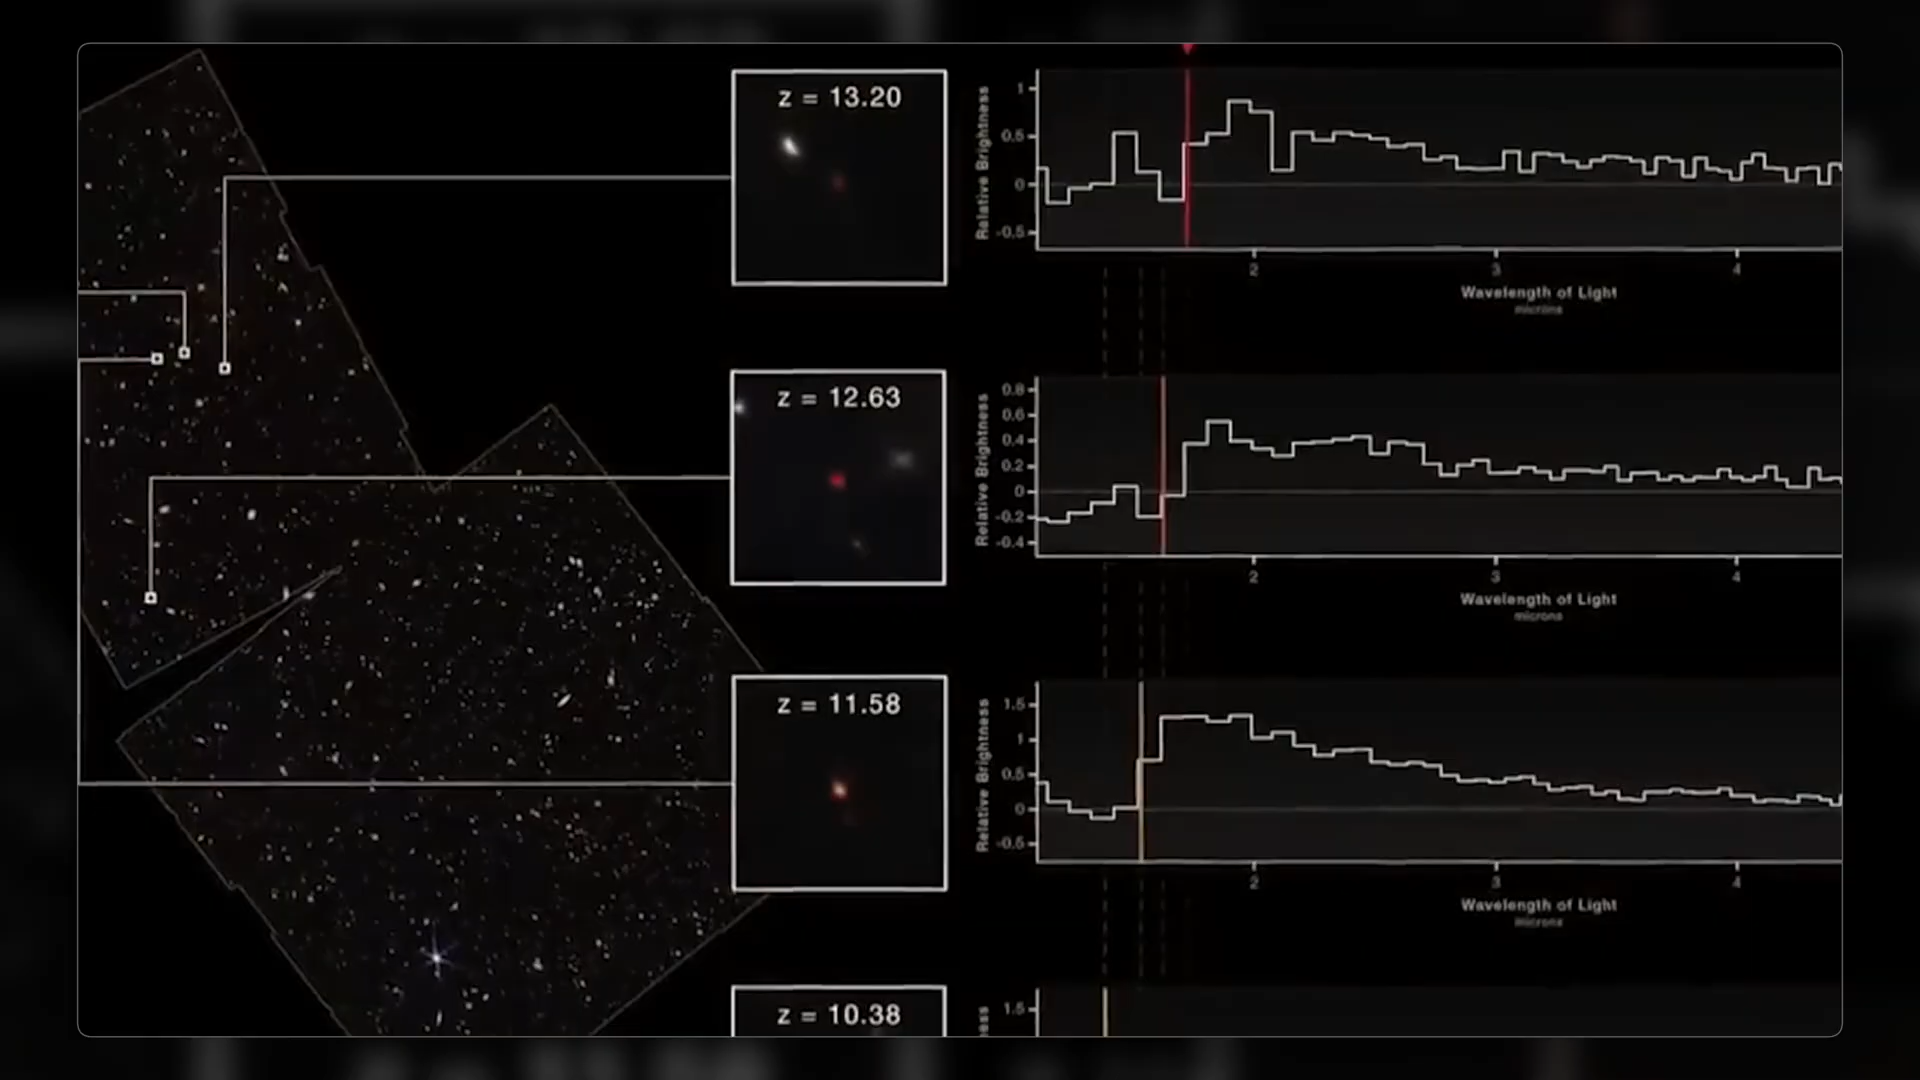 z = 13.20
Relative Brightness
1
0.5
0
-0.5
2
3
4
Wavelength of Light
microns
z = 12.63
Relative Brightness
0.8
0.6
0.4
0.2
0
-0.2
-0.4
2
3
4
Wavelength of Light
microns
z = 11.58
Relative Brightness
1.5
1
0.5
0
-0.5
2
3
4
Wavelength of Light
microns
z = 10.38
1.5